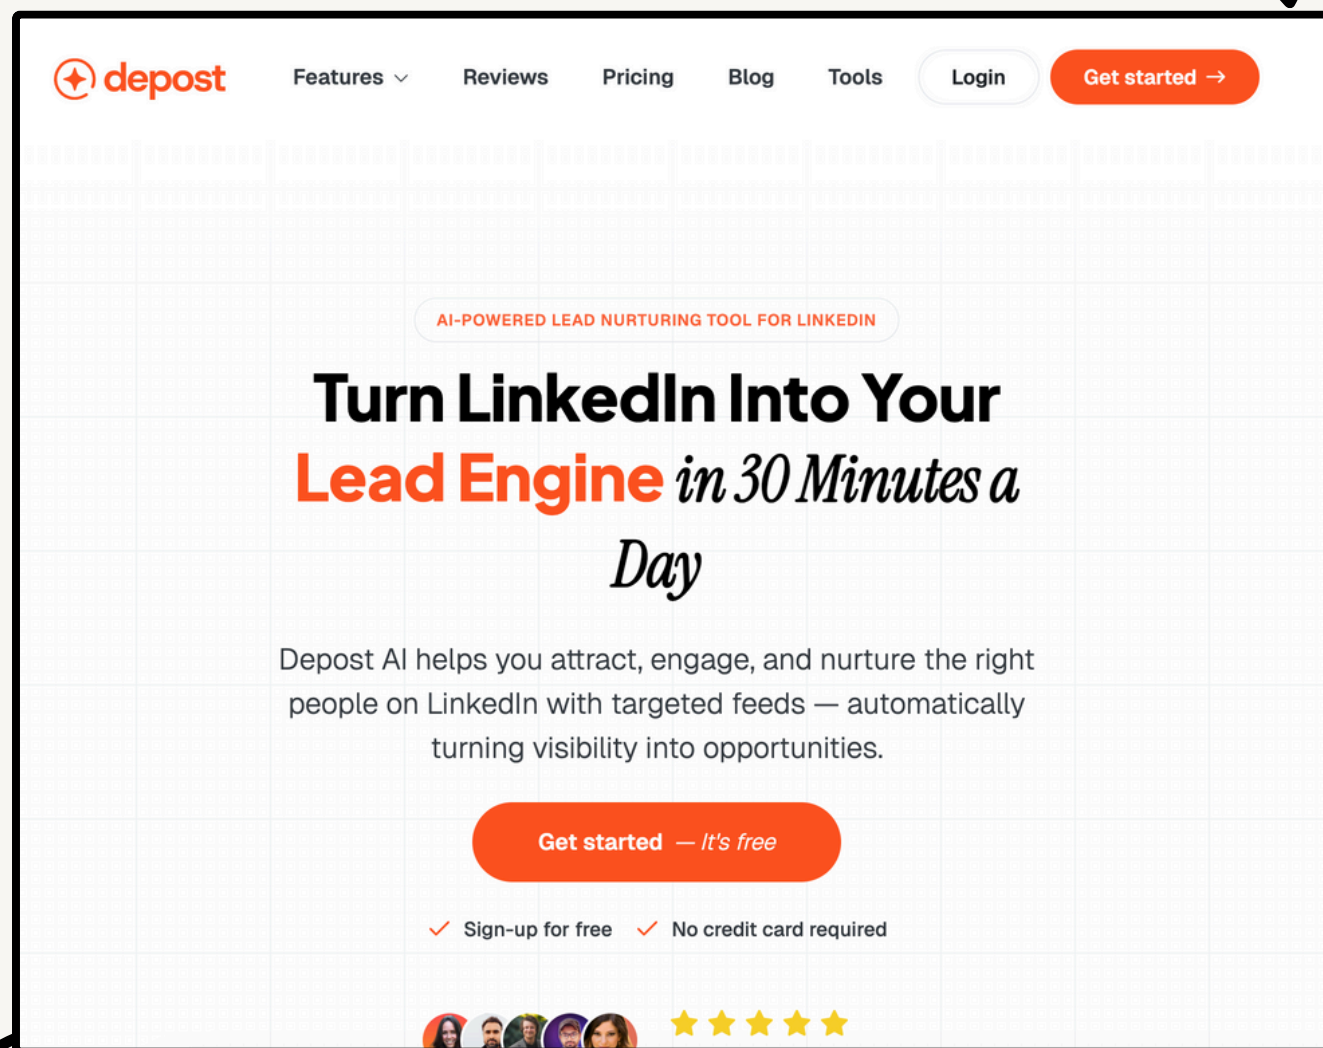 depost
Features
Reviews
Pricing
Blog
Tools
Login
Get started →
AI-POWERED LEAD NURTURING TOOL FOR LINKEDIN
Turn LinkedIn Into Your
Lead Engine in 30 Minutes a
Day
Depost AI helps you attract, engage, and nurture the right
people on LinkedIn with targeted feeds — automatically
turning visibility into opportunities.
Get started — It's free
Sign-up for free
No credit card required